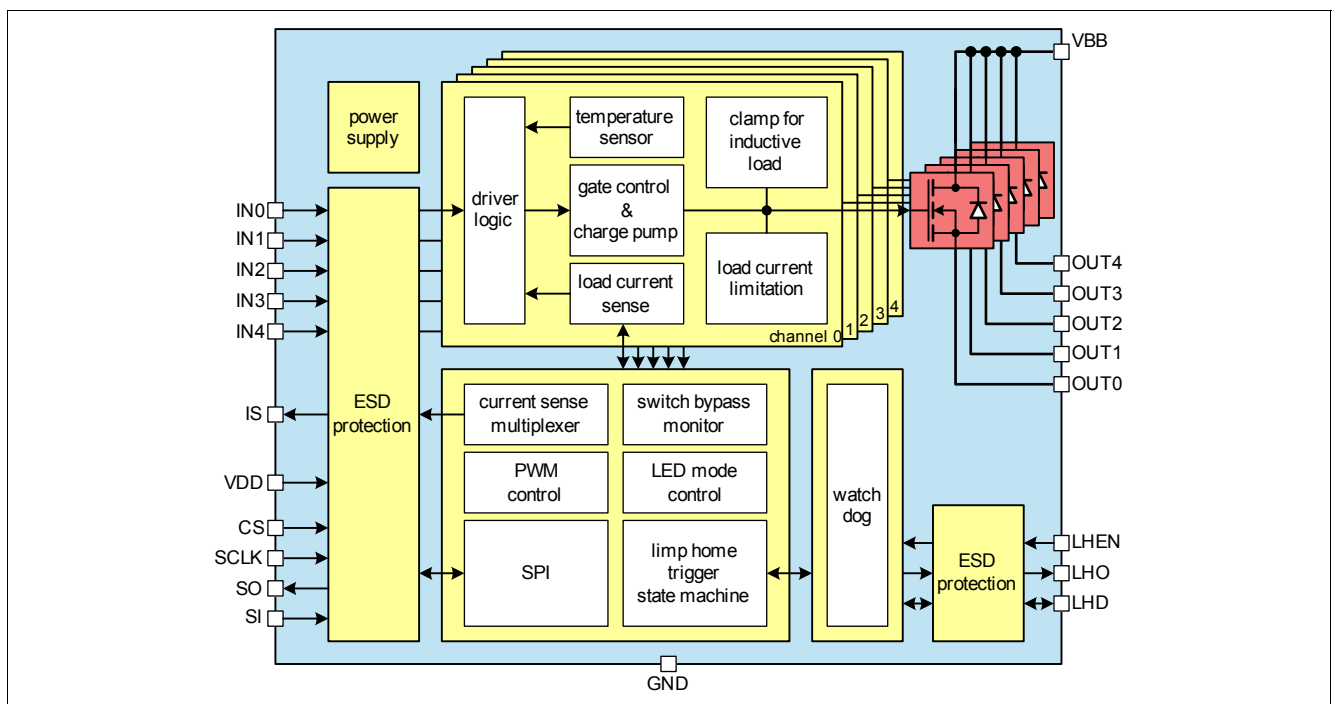 VBB
power
supply
temperature
sensor
clamp for
inductive
load
driver
logic
gate control
&
charge pump
load current
sense
load current
limitation
channel 0
1
2
3
4
IN0
IN1
IN2
IN3
IN4
OUT4
OUT3
OUT2
OUT1
OUT0
ESD
protection
IS
VDD
CS
SCLK
SO
SI
current sense
multiplexer
switch bypass
monitor
PWM
control
LED mode
control
SPI
limp home
trigger
state machine
watch
dog
ESD
protection
LHEN
LHO
LHD
GND